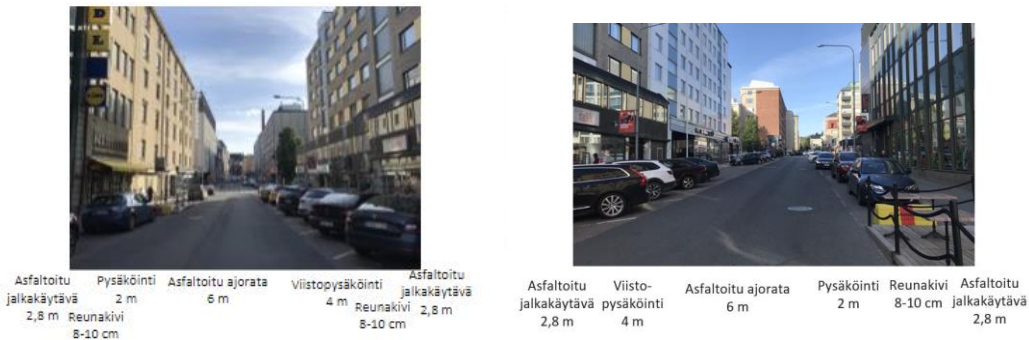 D
E
L
Asfaltoitu
jalkakäytävä
2,8 m
Reunakivi
8-10 cm
Pysäköinti
2 m
Asfaltoitu ajorata
6 m
Viistopysäköinti
4 m
Reunakivi
8-10 cm
Asfaltoitu
jalkakäytävä
2,8 m
Asfaltoitu
jalkakäytävä
2,8 m
Viisto-
pysäköinti
4 m
Asfaltoitu ajorata
6 m
Pysäköinti
2 m
Reunakivi
8-10 cm
Asfaltoitu
jalkakäytävä
2,8 m